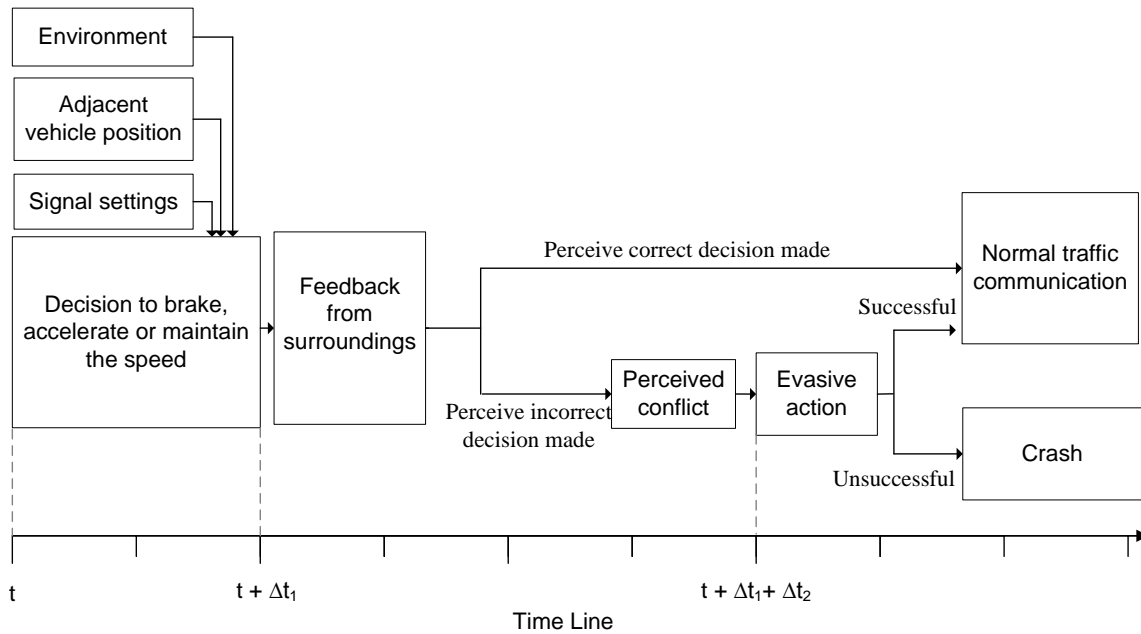 Environment
Adjacent
vehicle position
Signal settings
Decision to brake,
accelerate or maintain
the speed
Feedback
from
surroundings
Perceive correct decision made
Perceive incorrect
decision made
Perceived
conflict
Evasive
action
Successful
Unsuccessful
Normal traffic
communication
Crash
t
t + Δt₁
t + Δt₁+ Δt₂
Time Line